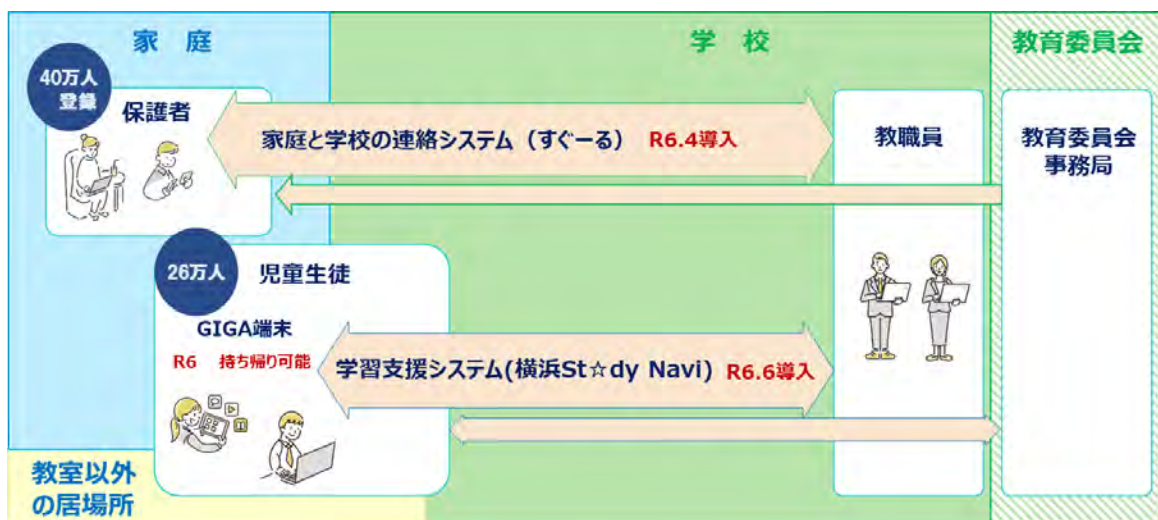 家 庭
学 校
教育委員会
40万人
登録
保護者
家庭と学校の連絡システム（すぐーる） R6.4導入
教職員
教育委員会
事務局
26万人
児童生徒
GIGA端末
R6 持ち帰り可能
学習支援システム(横浜St☆dy Navi) R6.6導入
教室以外
の居場所